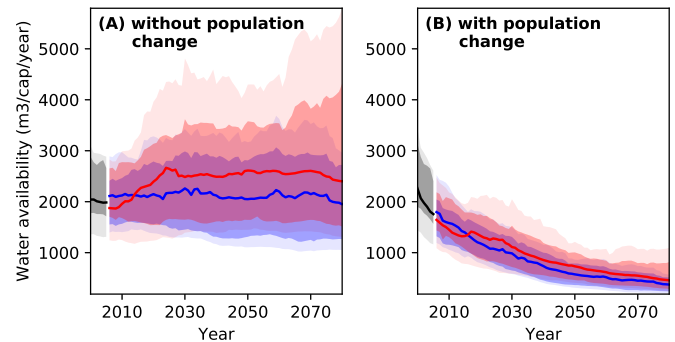 (A) without population
change
(B) with population
change
Water availability (m3/cap/year)
5000
4000
3000
2000
1000
2010
2030
2050
2070
Year
5000
4000
3000
2000
1000
2010
2030
2050
2070
Year